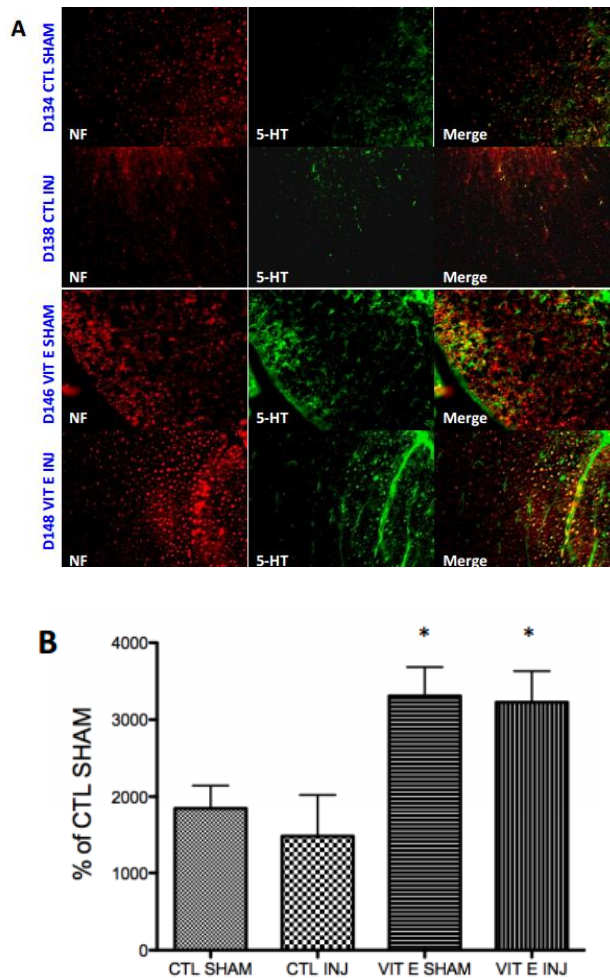 A
D134 CTL SHAM
NF
5-HT
Merge
D138 CTL INJ
NF
5-HT
Merge
D146 VIT E SHAM
NF
5-HT
Merge
D148 VIT E INJ
NF
5-HT
Merge
B
% of CTL SHAM
4000
3000
2000
1000
0
* *
CTL SHAM CTL INJ VIT E SHAM VIT E INJ